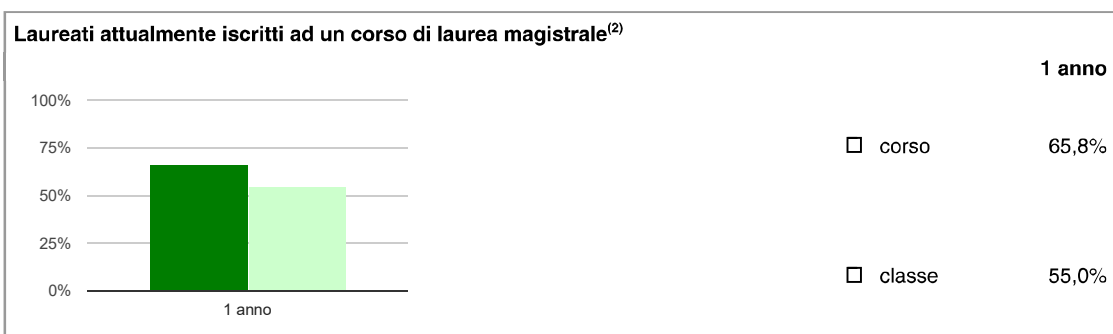 Laureati attualmente iscritti ad un corso di laurea magistrale(2)
1 anno
100%
75%
50%
25%
0%
1 anno
corso 65,8%
classe 55,0%